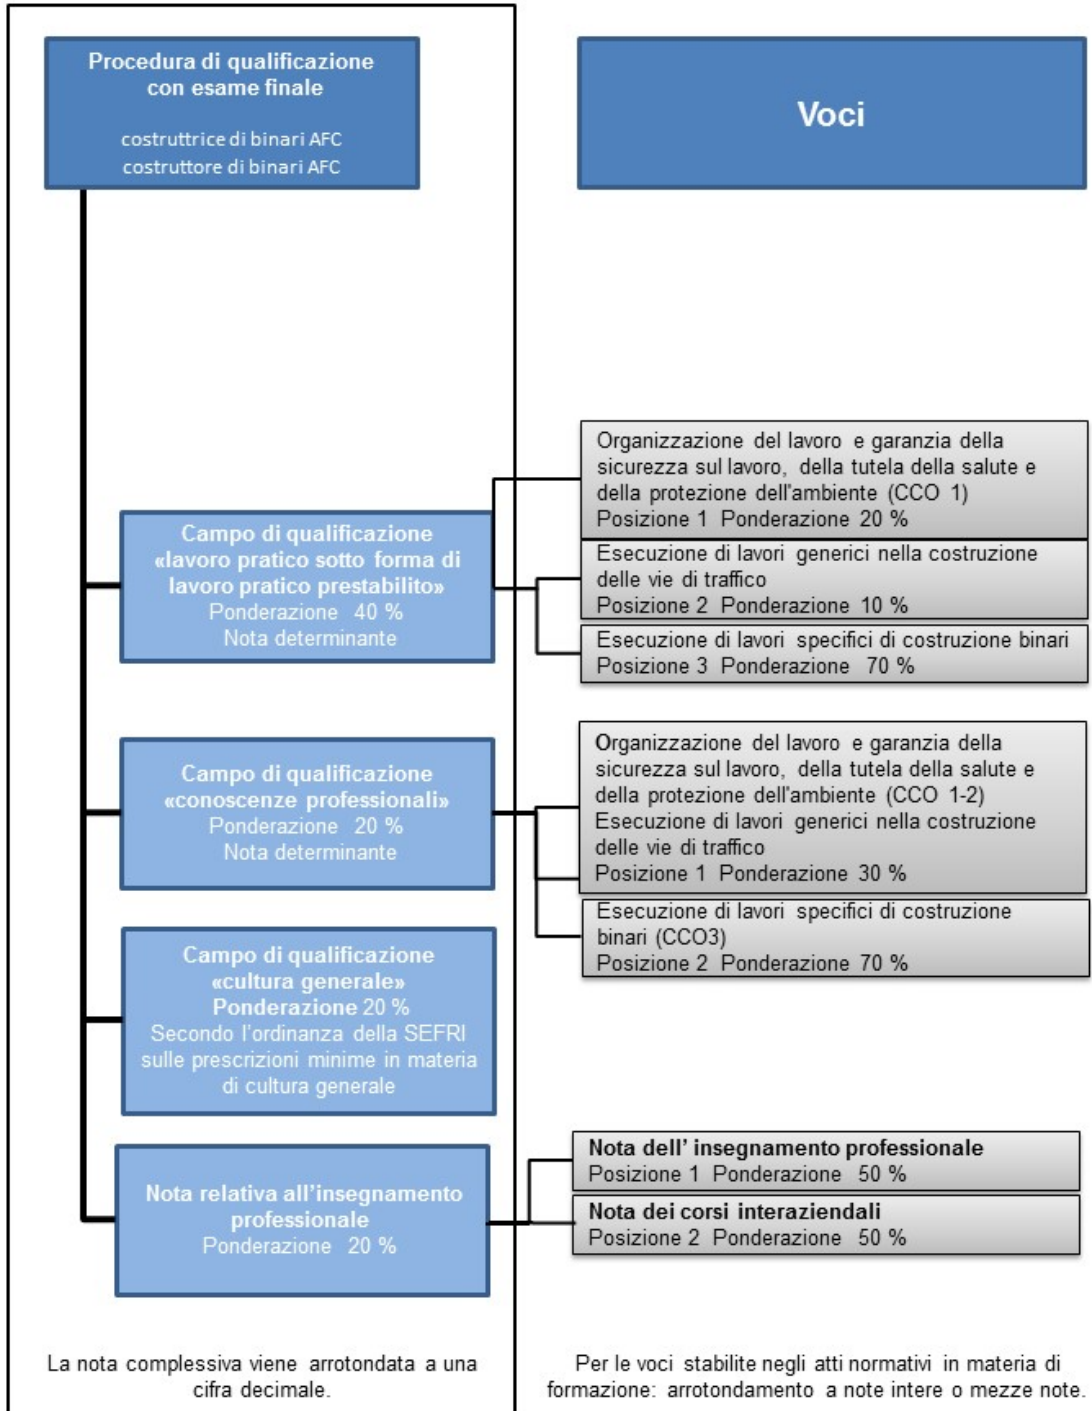 Procedura di qualificazione
con esame finale
costruttrice di binari AFC
costruttore di binari AFC
Voci
Campo di qualificazione
«lavoro pratico sotto forma di
lavoro pratico prestabilito»
Ponderazione 40 %
Nota determinante
Organizzazione del lavoro e garanzia della
sicurezza sul lavoro, della tutela della salute e
della protezione dell'ambiente (CCO 1)
Posizione 1 Ponderazione 20 %
Esecuzione di lavori generici nella costruzione
delle vie di traffico
Posizione 2 Ponderazione 10 %
Esecuzione di lavori specifici di costruzione binari
Posizione 3 Ponderazione 70 %
Campo di qualificazione
«conoscenze professionali»
Ponderazione 20 %
Nota determinante
Organizzazione del lavoro e garanzia della
sicurezza sul lavoro, della tutela della salute e
della protezione dell'ambiente (CCO 1-2)
Esecuzione di lavori generici nella costruzione
delle vie di traffico
Posizione 1 Ponderazione 30 %
Esecuzione di lavori specifici di costruzione
binari (CCO3)
Posizione 2 Ponderazione 70 %
Campo di qualificazione
«cultura generale»
Ponderazione 20 %
Secondo l'ordinanza della SEFRI
sulle prescrizioni minime in materia
di cultura generale
Nota relativa all'insegnamento
professionale
Ponderazione 20 %
Nota dell' insegnamento professionale
Posizione 1 Ponderazione 50 %
Nota dei corsi interaziendali
Posizione 2 Ponderazione 50 %
La nota complessiva viene arrotondata a una
cifra decimale.
Per le voci stabilite negli atti normativi in materia di
formazione: arrotondamento a note intere o mezze note.